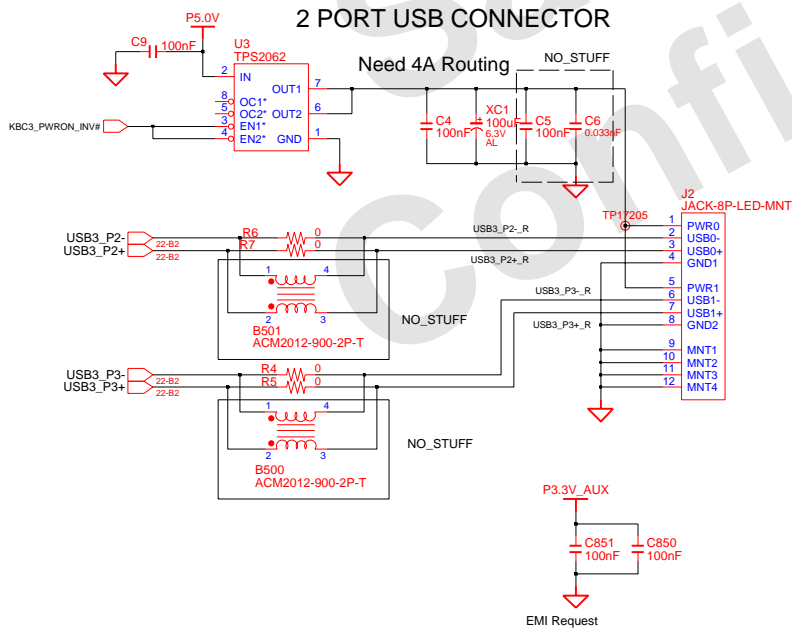 2 PORT USB CONNECTOR
P5.0V
C9
100nF
U3
TPS2062
Need 4A Routing
NO_STUFF
2 IN
OUT1 7
8 OC1*
5 OC2*
OUT2 6
KBC3_PWRON_INV#
3 EN1*
4 EN2*
GND 1
C4
100nF
XC1
+ 100uF
6.3V
AL
C5
100nF
C6
0.033nF
J2
JACK-8P-LED-MNT
TP17205
1 PWR0
2 USB0-
3 USB0+
4 GND1
5 PWR1
6 USB1-
7 USB1+
8 GND2
9 MNT1
10 MNT2
11 MNT3
12 MNT4
USB3_P2-
22-B2
USB3_P2+
22-B2
R6 0
R7 0
USB3_P2-_R
USB3_P2+_R
1 4
2 3
B501
ACM2012-900-2P-T
NO_STUFF
USB3_P3-_R
USB3_P3+_R
USB3_P3-
22-B2
USB3_P3+
22-B2
R4 0
R5 0
1 4
2 3
B500
ACM2012-900-2P-T
NO_STUFF
P3.3V_AUX
C851
100nF
C850
100nF
EMI Request
Sa
Confi